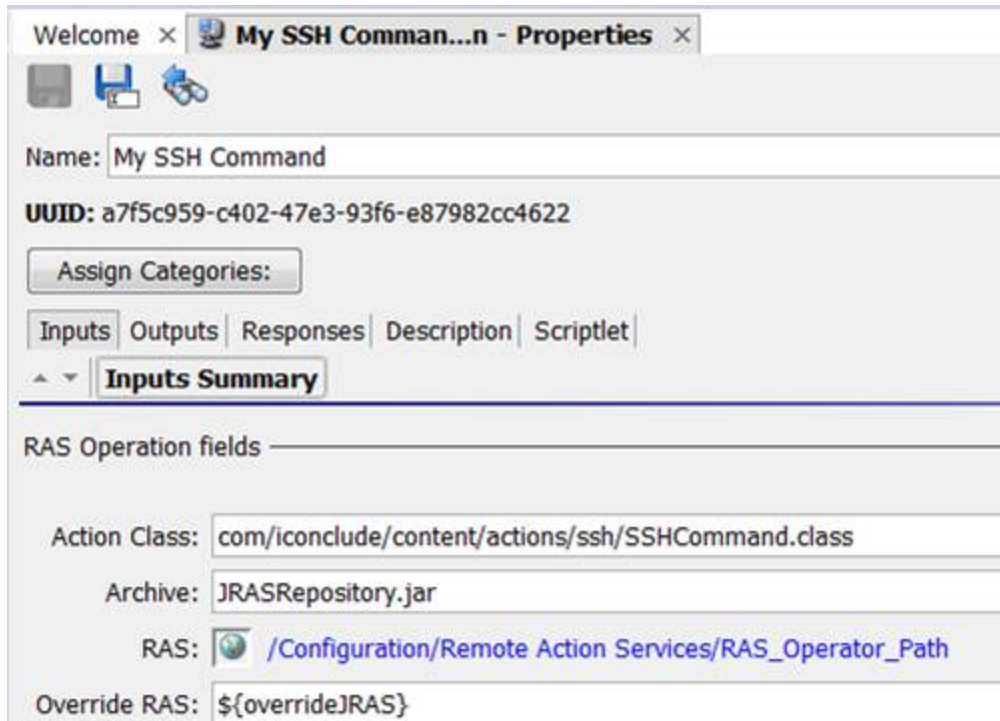 Welcome × My SSH Comman...n - Properties ×
Name: My SSH Command
UUID: a7f5c959-c402-47e3-93f6-e87982cc4622
Assign Categories:
Inputs Outputs Responses Description Scriptlet
Inputs Summary
RAS Operation fields
Action Class: com/iconclude/content/actions/ssh/SSHCommand.class
Archive: JRASRepository.jar
RAS: /Configuration/Remote Action Services/RAS_Operator_Path
Override RAS: ${overrideJRAS}